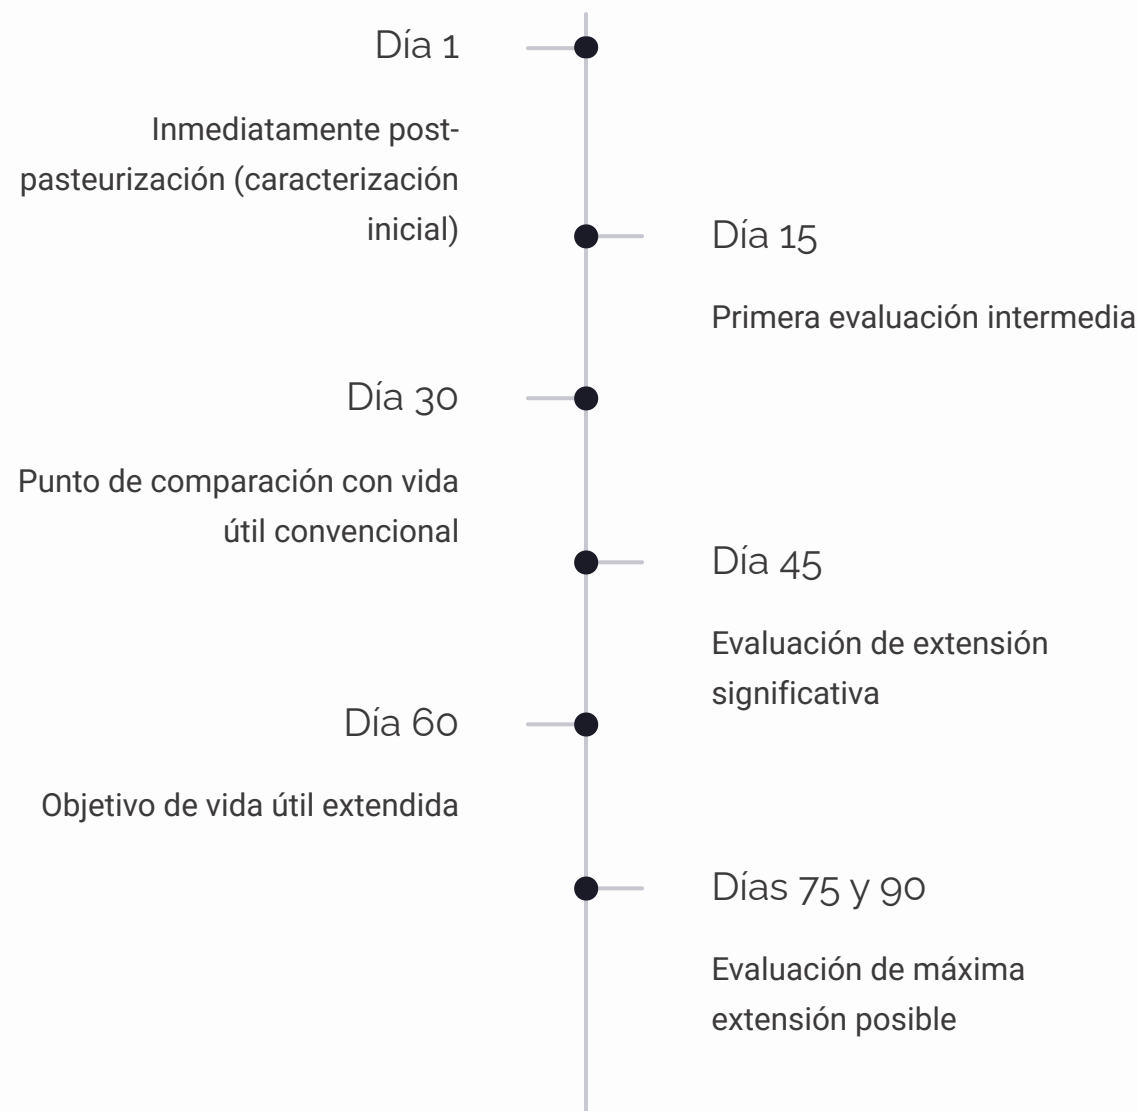 Día 1
Inmediatamente post-
pasteurización (caracterización
inicial)
Día 15
Primera evaluación intermedia
Día 30
Punto de comparación con vida
útil convencional
Día 45
Evaluación de extensión
significativa
Día 60
Objetivo de vida útil extendida
Días 75 y 90
Evaluación de máxima
extensión posible